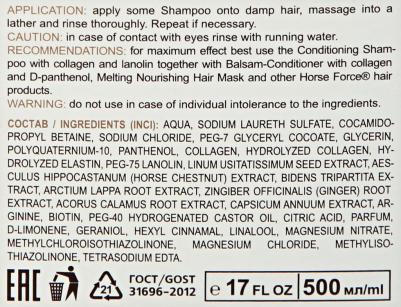 APPLICATION: apply some Shampoo onto damp hair, massage into a
lather and rinse thoroughly. Repeat if necessary.
CAUTION: in case of contact with eyes rinse with running water.
RECOMMENDATIONS: for maximum effect best use the Conditioning Sham-
poo with collagen and lanolin together with Balsam-Conditioner with collagen
and D-panthenol, Melting Nourishing Hair Mask and other Horse Force® hair
products.
WARNING: do not use in case of individual intolerance to the ingredients.
СОСТАВ / INGREDIENTS (INCI): AQUA, SODIUM LAURETH SULFATE, COCAMIDO-
PROPYL BETAINE, SODIUM CHLORIDE, PEG-7 GLYCERYL COCOATE, GLYCERIN,
POLYQUATERNIUM-10, PANTHENOL, COLLAGEN, HYDROLYZED COLLAGEN, HY-
DROLYZED ELASTIN, PEG-75 LANOLIN, LINUM USITATISSIMUM SEED EXTRACT, AES-
CULUS HIPPOCASTANUM (HORSE CHESTNUT) EXTRACT, BIDENS TRIPARTITA EX-
TRACT, ARCTIUM LAPPA ROOT EXTRACT, ZINGIBER OFFICINALIS (GINGER) ROOT
EXTRACT, ACORUS CALAMUS ROOT EXTRACT, CAPSICUM ANNUUM EXTRACT, AR-
GININE, BIOTIN, PEG-40 HYDROGENATED CASTOR OIL, CITRIC ACID, PARFUM,
D-LIMONENE, GERANIOL, HEXYL CINNAMAL, LINALOOL, MAGNESIUM NITRATE,
METHYLCHLOROISOTHIAZOLINONE, MAGNESIUM CHLORIDE, METHYLISO-
THIAZOLINONE, TETRASODIUM EDTA.
EAC 21 ГОСТ/GOST
31696-2012 e 17 FL OZ 500 мл/ml